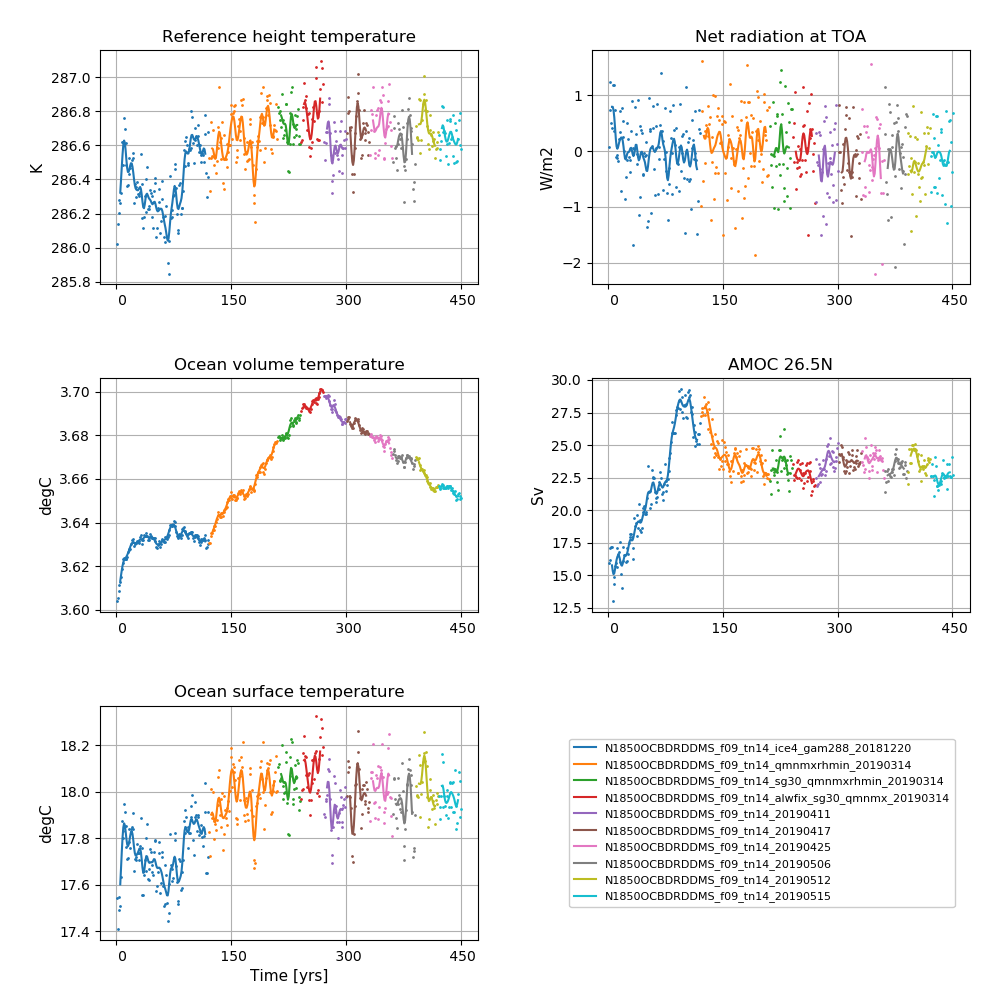 Reference height temperature
Net radiation at TOA
287.0
286.8
286.6
286.4
286.2
286.0
285.8
K
0 150 300 450
1
0
−1
−2
W/m2
0 150 300 450
Ocean volume temperature
AMOC 26.5N
3.70
3.68
3.66
3.64
3.62
3.60
degC
0 150 300 450
30.0
27.5
25.0
22.5
20.0
17.5
15.0
12.5
Sv
0 150 300 450
Ocean surface temperature
18.2
18.0
17.8
17.6
17.4
degC
0 150 300 450
Time [yrs]
N1850OCBDRDDMS_f09_tn14_ice4_gam288_20181220
N1850OCBDRDDMS_f09_tn14_qmnmxrhmin_20190314
N1850OCBDRDDMS_f09_tn14_sg30_qmnmxrhmin_20190314
N1850OCBDRDDMS_f09_tn14_alwfix_sg30_qmnmx_20190314
N1850OCBDRDDMS_f09_tn14_20190411
N1850OCBDRDDMS_f09_tn14_20190417
N1850OCBDRDDMS_f09_tn14_20190425
N1850OCBDRDDMS_f09_tn14_20190506
N1850OCBDRDDMS_f09_tn14_20190512
N1850OCBDRDDMS_f09_tn14_20190515